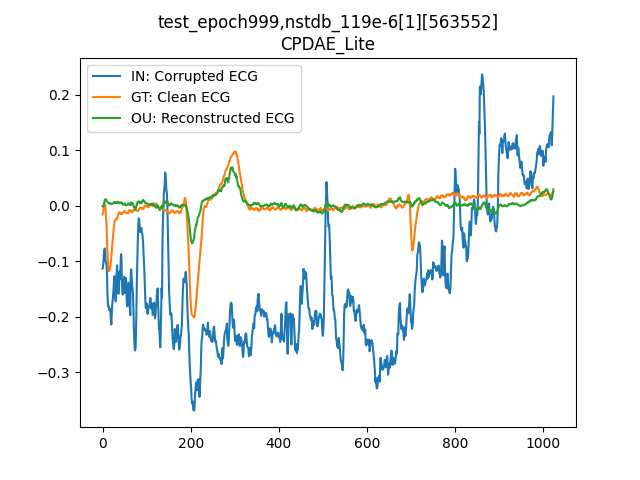 test_epoch999,nstdb_119e-6[1][563552]
CPDAE_Lite
IN: Corrupted ECG
GT: Clean ECG
OU: Reconstructed ECG
0.2
0.1
0.0
−0.1
−0.2
−0.3
0 200 400 600 800 1000